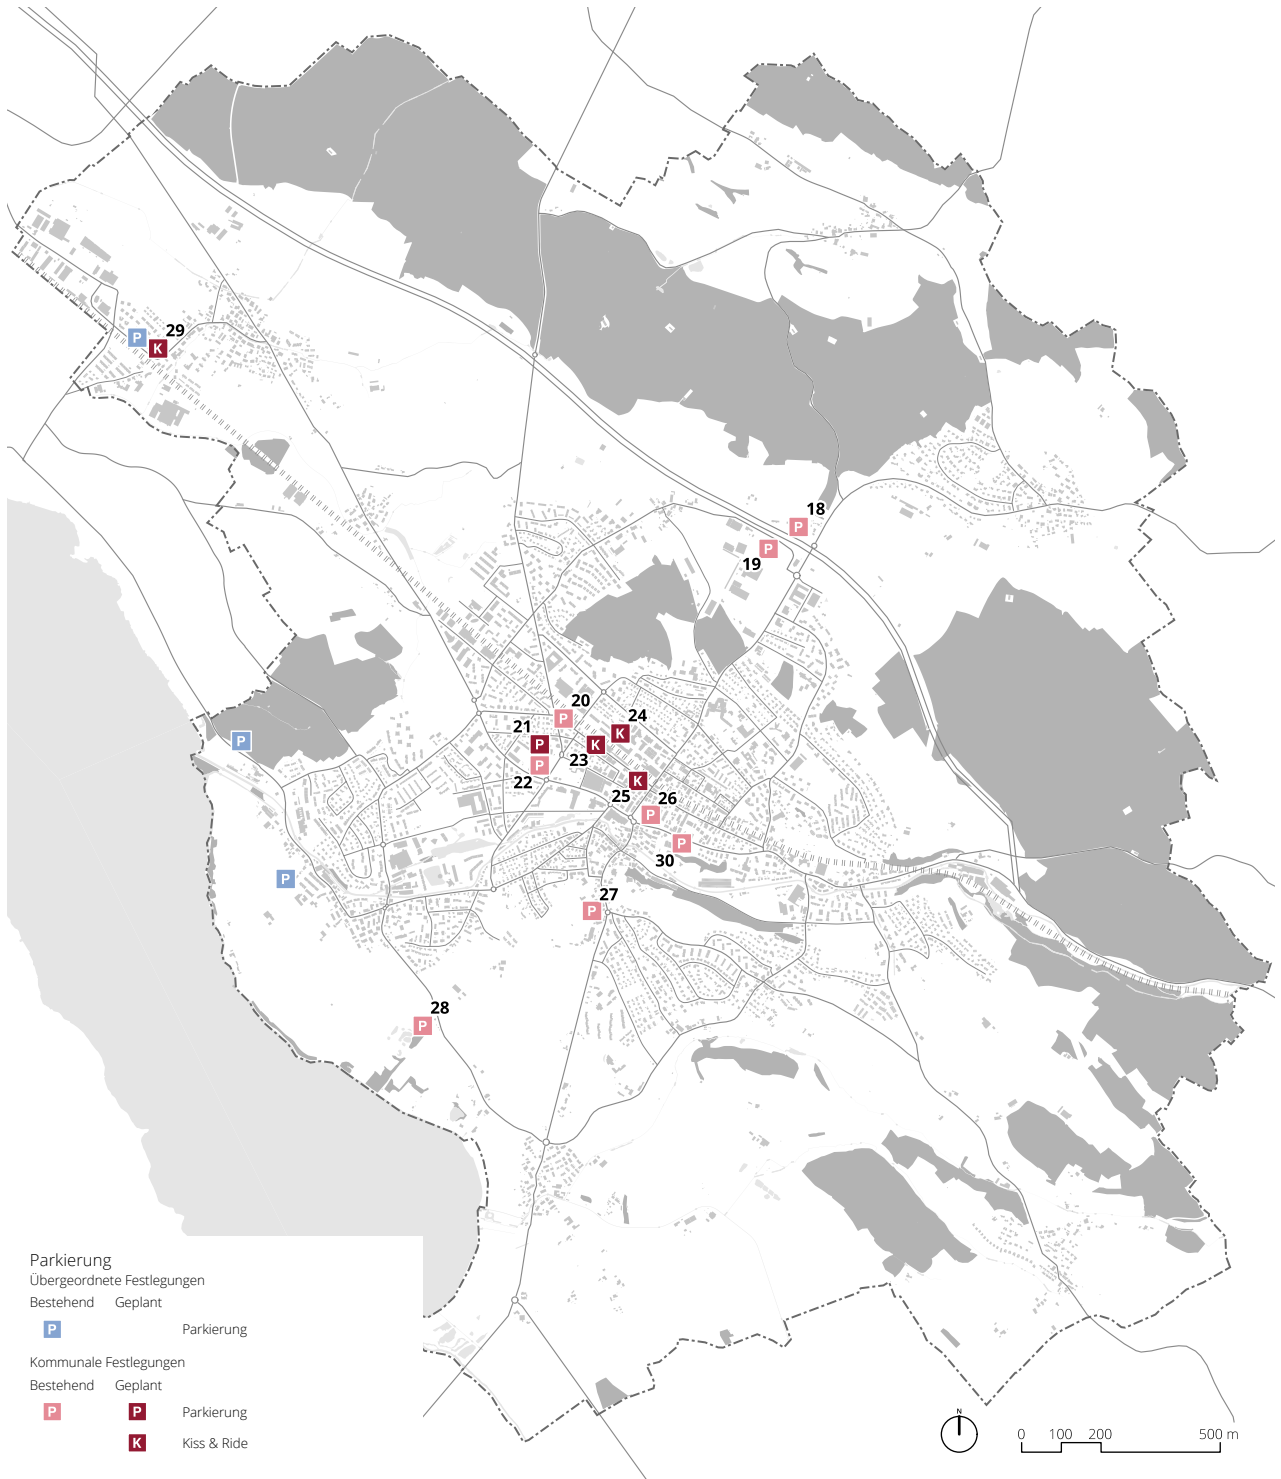 P
29
K
18
P
P
19
20
P
24
21
K
P
K
23
P
22
K
25
26
P
P
30
P
P
27
P
28
P
Parkierung
Übergeordnete Festlegungen
Bestehend Geplant
P Parkierung
Kommunale Festlegungen
Bestehend Geplant
P P Parkierung
K Kiss & Ride
N
0 100 200 500 m